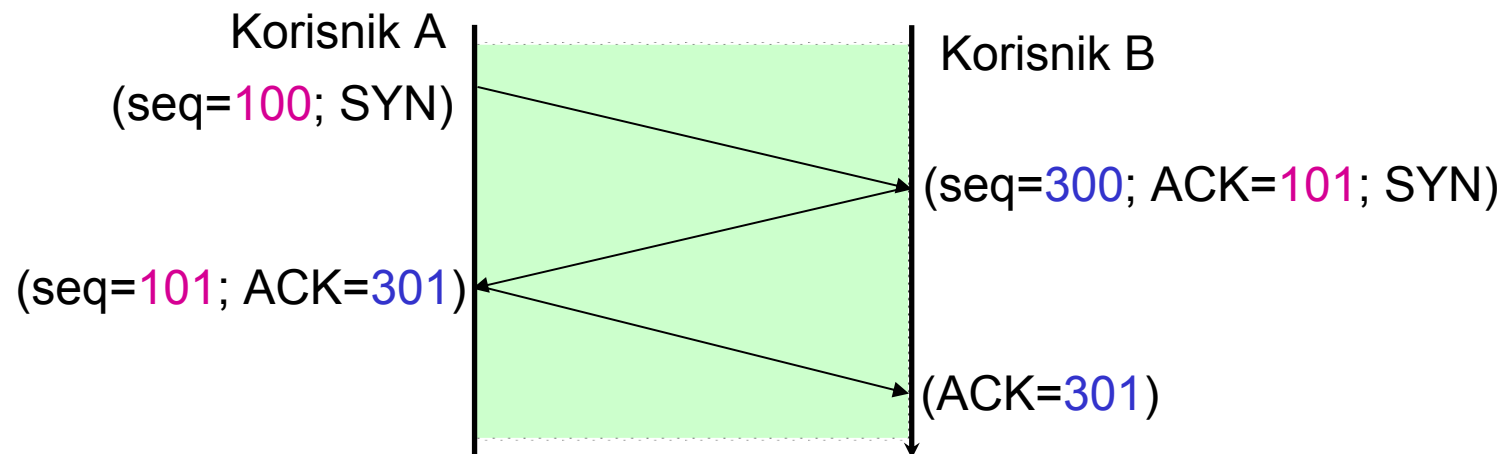 Korisnik A
Korisnik B
(seq=100; SYN)
(seq=300; ACK=101; SYN)
(seq=101; ACK=301)
(ACK=301)